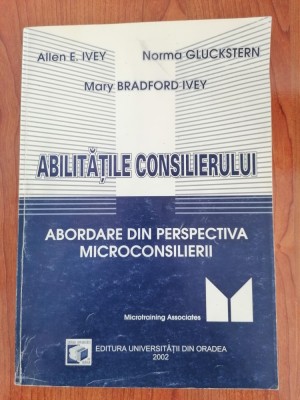 Allen E. IVEY Norma GLUCKSTERN
Mary BRADFORD IVEY
ABILITĂȚILE CONSILIERULUI
ABORDARE DIN PERSPECTIVA
MICROCONSILIERII
Microtraining Associates
EDITURA UNIVERSITĂȚII DIN ORADEA
2002